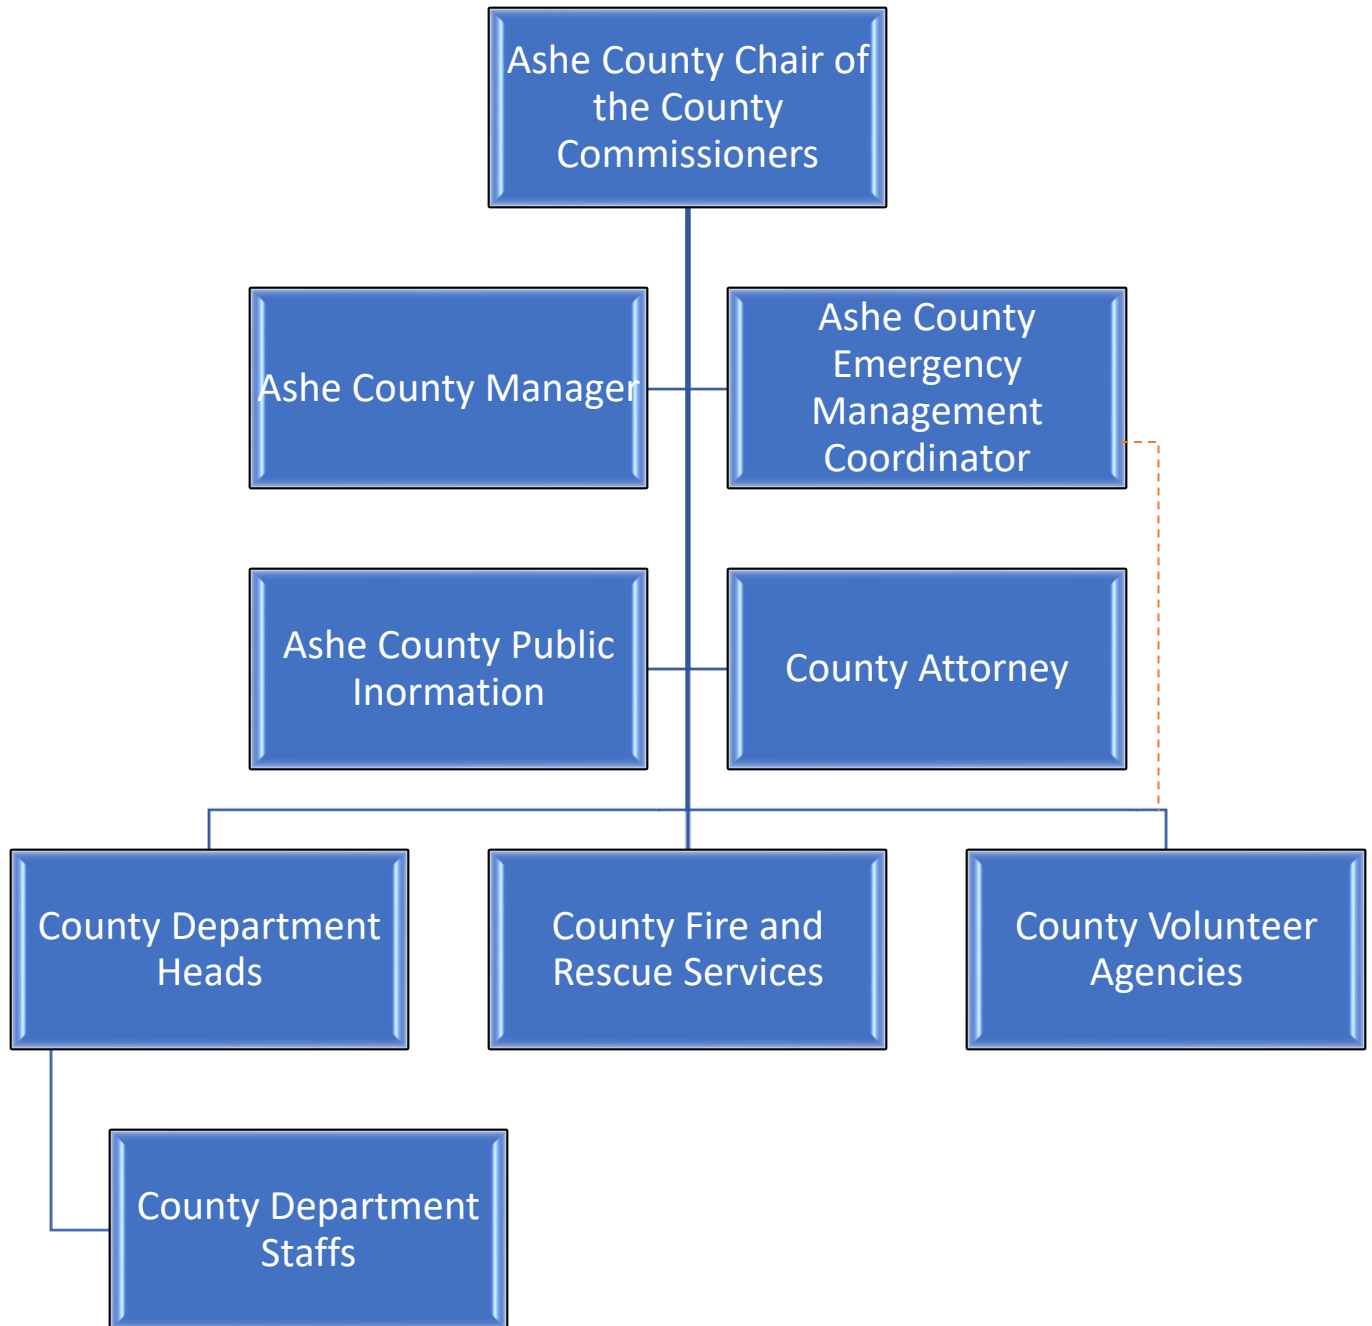 Ashe County Chair of
the County
Commissioners
Ashe County Manager
Ashe County
Emergency
Management
Coordinator
Ashe County Public
Inormation
County Attorney
County Department
Heads
County Fire and
Rescue Services
County Volunteer
Agencies
County Department
Staffs